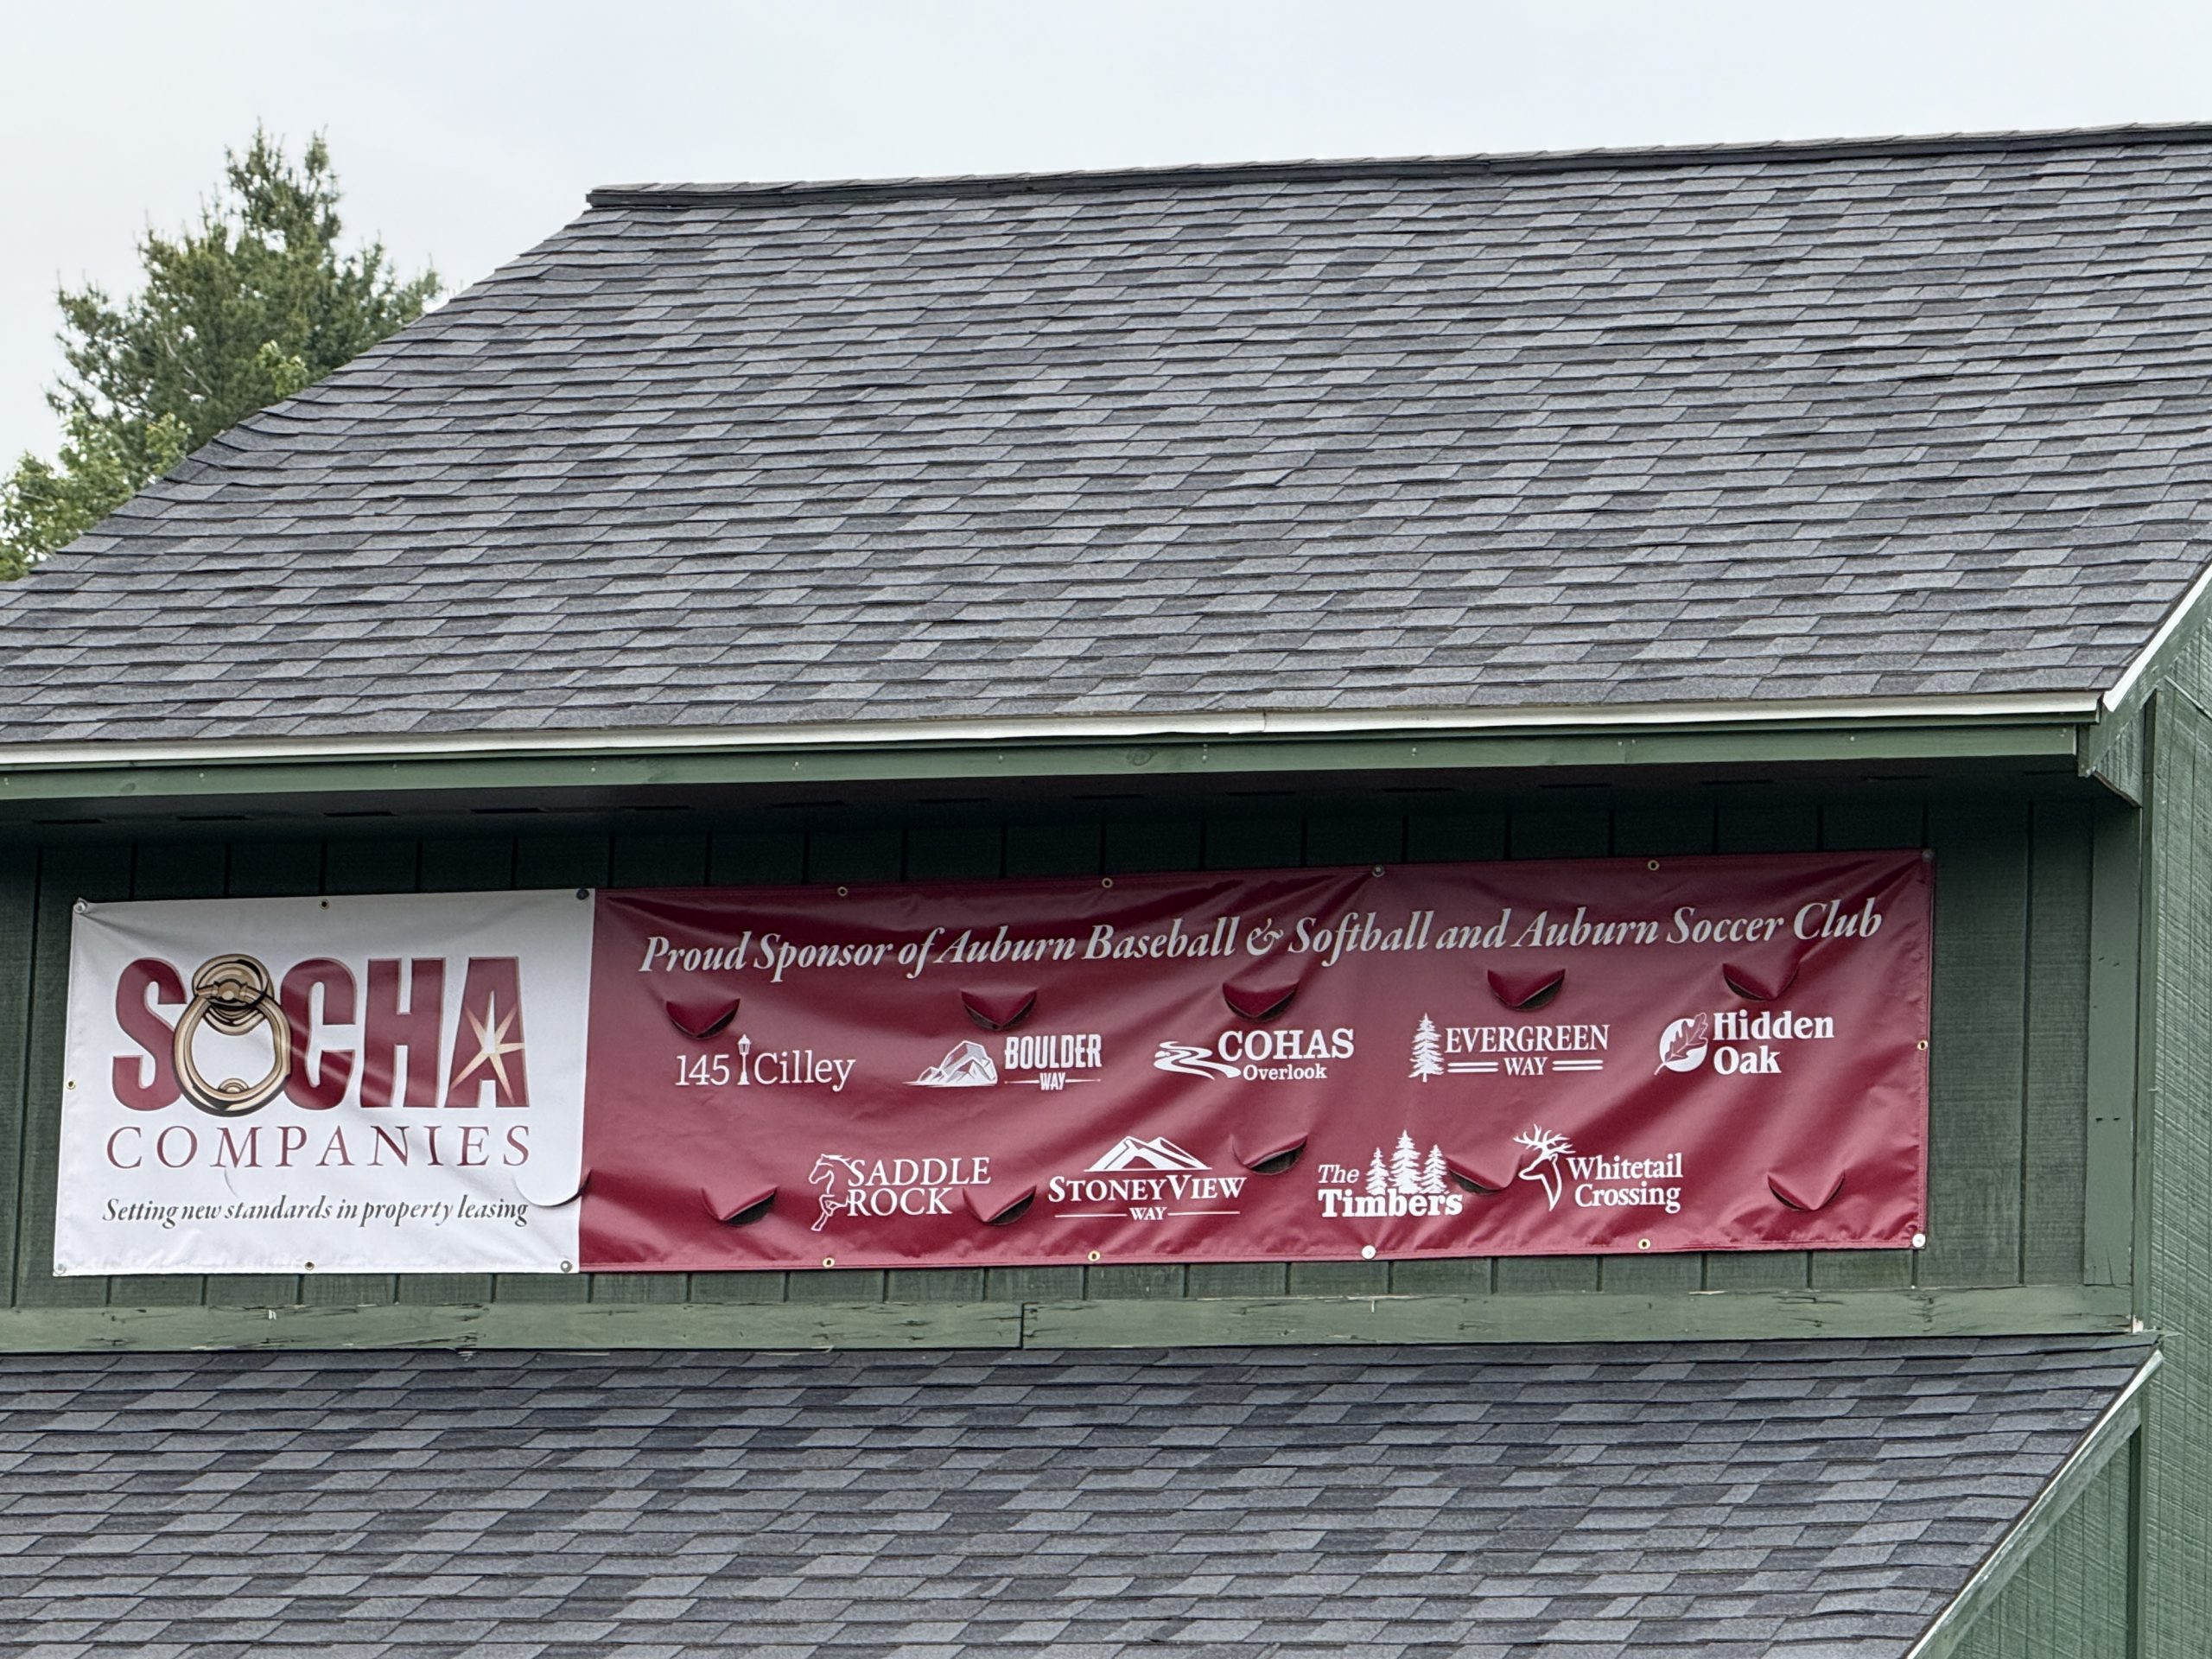 SOCHA
COMPANIES
Setting new standards in property leasing
Proud Sponsor of Auburn Baseball & Softball and Auburn Soccer Club
145 Cilley
BOULDER
WAY
COHAS
Overlook
EVERGREEN
WAY
Hidden
Oak
SADDLE
ROCK
STONEYVIEW
WAY
The
Timbers
Whitetail
Crossing